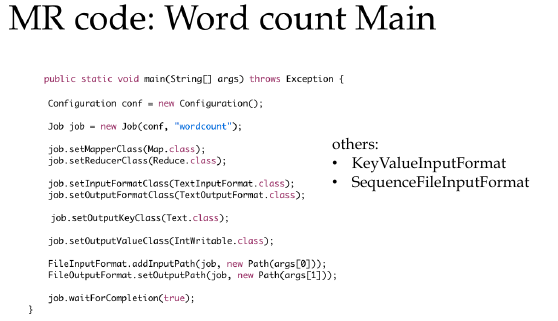 MR code: Word count Main
public static void main(String[] args) throws Exception {
Configuration conf = new Configuration();
Job job = new Job(conf, "wordcount");
job.setMapperClass(Map.class);
job.setReducerClass(Reduce.class);
job.setInputFormatClass(TextInputFormat.class);
job.setOutputFormatClass(TextOutputFormat.class);
job.setOutputKeyClass(Text.class);
job.setOutputValueClass(IntWritable.class);
FileInputFormat.addInputPath(job, new Path(args[0]));
FileOutputFormat.setOutputPath(job, new Path(args[1]));
job.waitForCompletion(true);
}
others:
• KeyValueInputFormat
• SequenceFileInputFormat